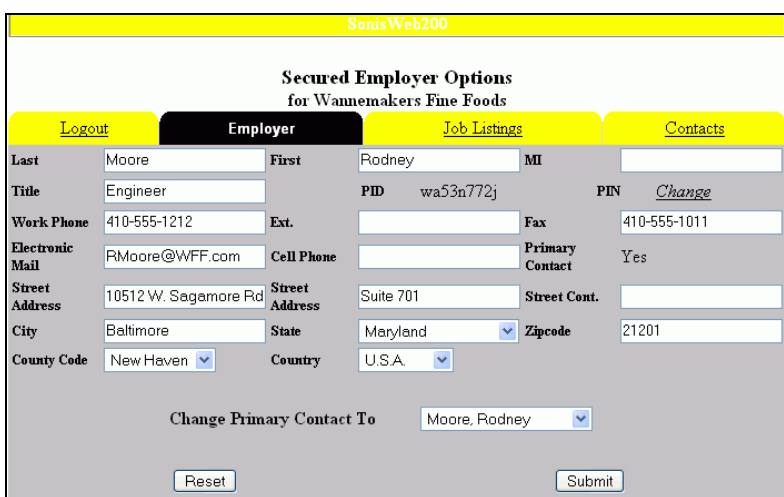 SonisWeb200
Secured Employer Options
for Wannemakers Fine Foods
Logout Employer Job Listings Contacts
Last Moore First Rodney MI
Title Engineer PID wa53n772j PIN Change
Work Phone 410-555-1212 Ext. Fax 410-555-1011
Electronic Mail RMoore@WFF.com Cell Phone Primary Contact Yes
Street Address 10512 W. Sagamore Rd Street Address Suite 701 Street Cont.
City Baltimore State Maryland Zipcode 21201
County Code New Haven Country U.S.A.
Change Primary Contact To Moore, Rodney
Reset Submit